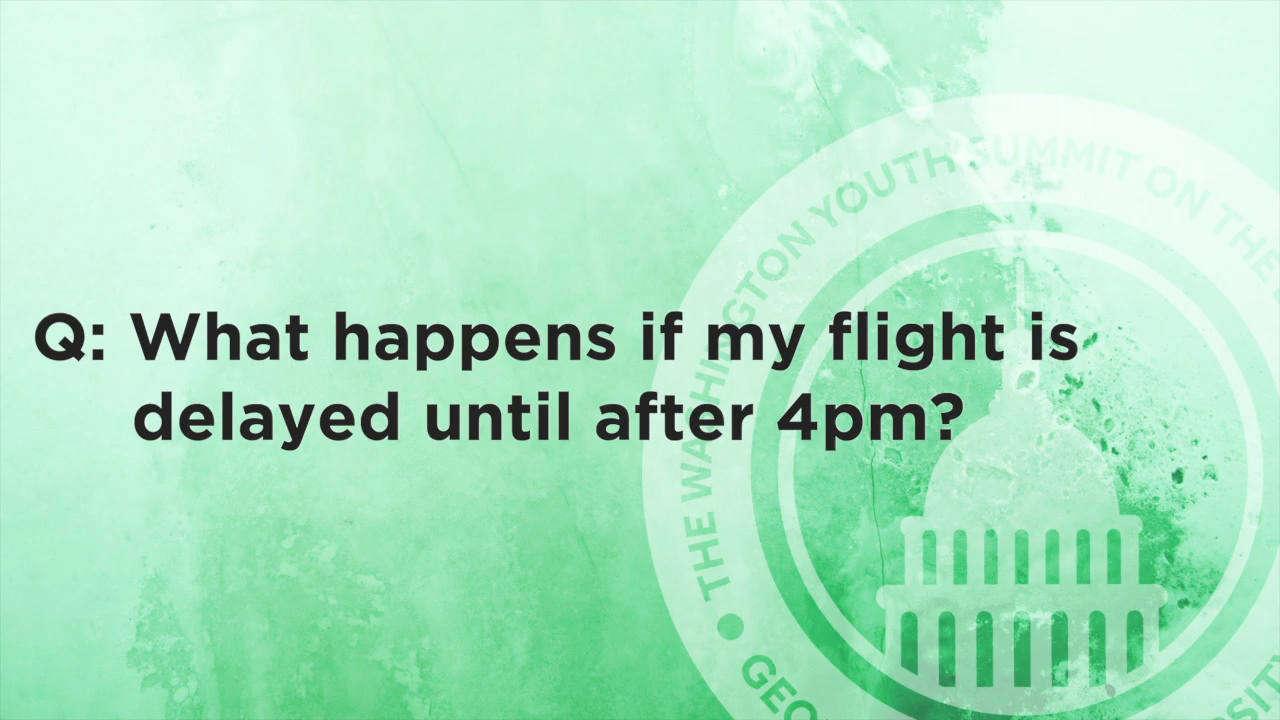 Q: What happens if my flight is
delayed until after 4pm?
THE WASHINGTON YOUTH SUMMIT ON THE